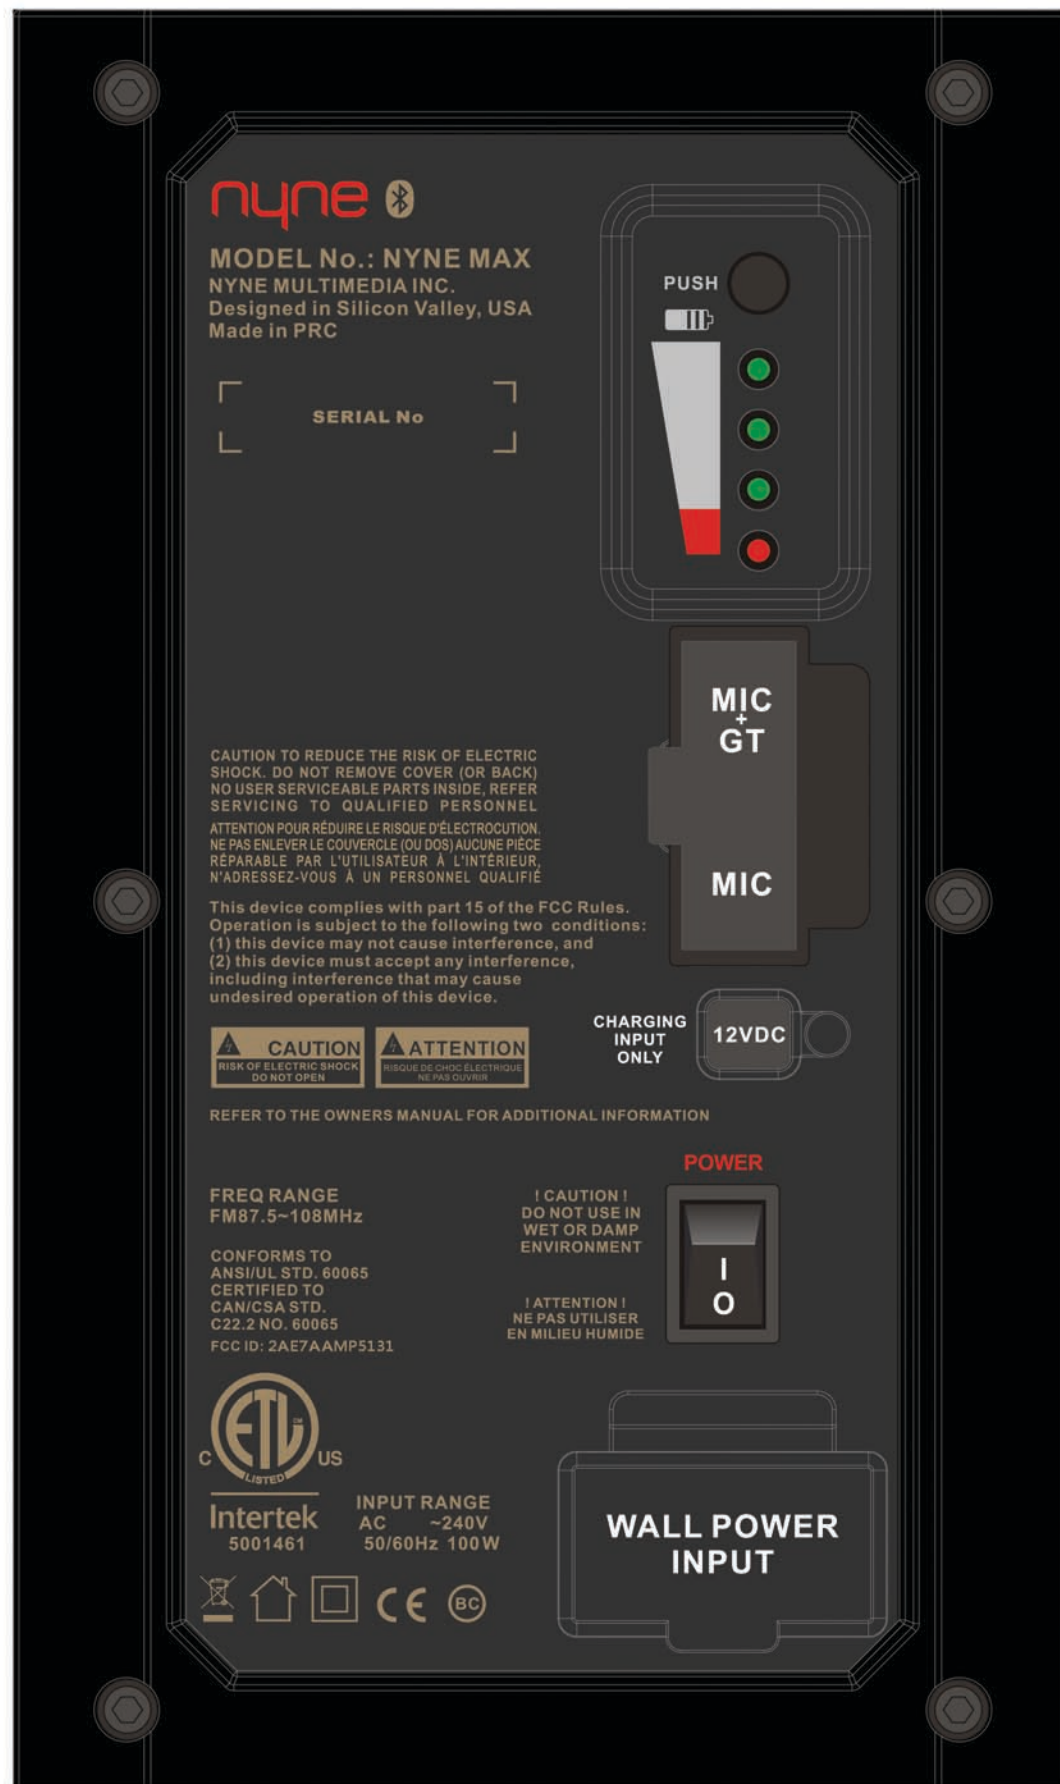 nyne
MODEL No.: NYNE MAX
NYNE MULTIMEDIA INC.
Designed in Silicon Valley, USA
Made in PRC
SERIAL No
PUSH
MIC
+
GT
MIC
CAUTION TO REDUCE THE RISK OF ELECTRIC
SHOCK. DO NOT REMOVE COVER (OR BACK)
NO USER SERVICEABLE PARTS INSIDE, REFER
SERVICING TO QUALIFIED PERSONNEL
ATTENTION POUR RÉDUIRE LE RISQUE D'ÉLECTROCUTION.
NE PAS ENLEVER LE COUVERCLE (OU DOS) AUCUNE PIÈCE
RÉPARABLE PAR L'UTILISATEUR À L'INTÉRIEUR,
N'ADRESSEZ-VOUS À UN PERSONNEL QUALIFIÉ
This device complies with part 15 of the FCC Rules.
Operation is subject to the following two conditions:
(1) this device may not cause interference, and
(2) this device must accept any interference,
including interference that may cause
undesired operation of this device.
CHARGING
INPUT
ONLY
12VDC
CAUTION
RISK OF ELECTRIC SHOCK
DO NOT OPEN
ATTENTION
RISQUE DE CHOC ÉLECTRIQUE
NE PAS OUVRIR
REFER TO THE OWNERS MANUAL FOR ADDITIONAL INFORMATION
POWER
I
O
FREQ RANGE
FM87.5~108MHz
! CAUTION !
DO NOT USE IN
WET OR DAMP
ENVIRONMENT
CONFORMS TO
ANSI/UL STD. 60065
CERTIFIED TO
CAN/CSA STD.
C22.2 NO. 60065
FCC ID: 2AE7AAMP5131
! ATTENTION !
NE PAS UTILISER
EN MILIEU HUMIDE
ETL
CM
C US
LISTED
Intertek
5001461
INPUT RANGE
AC ~240V
50/60Hz 100W
WALL POWER
INPUT
CE
BC